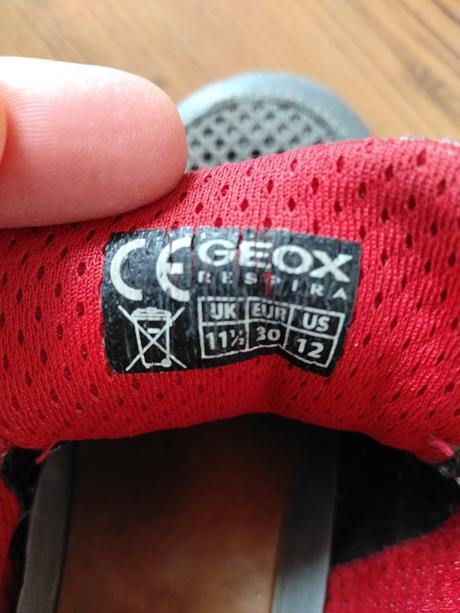 CE GEOX
RESPIRA
UK EUR US
11½ 30 12